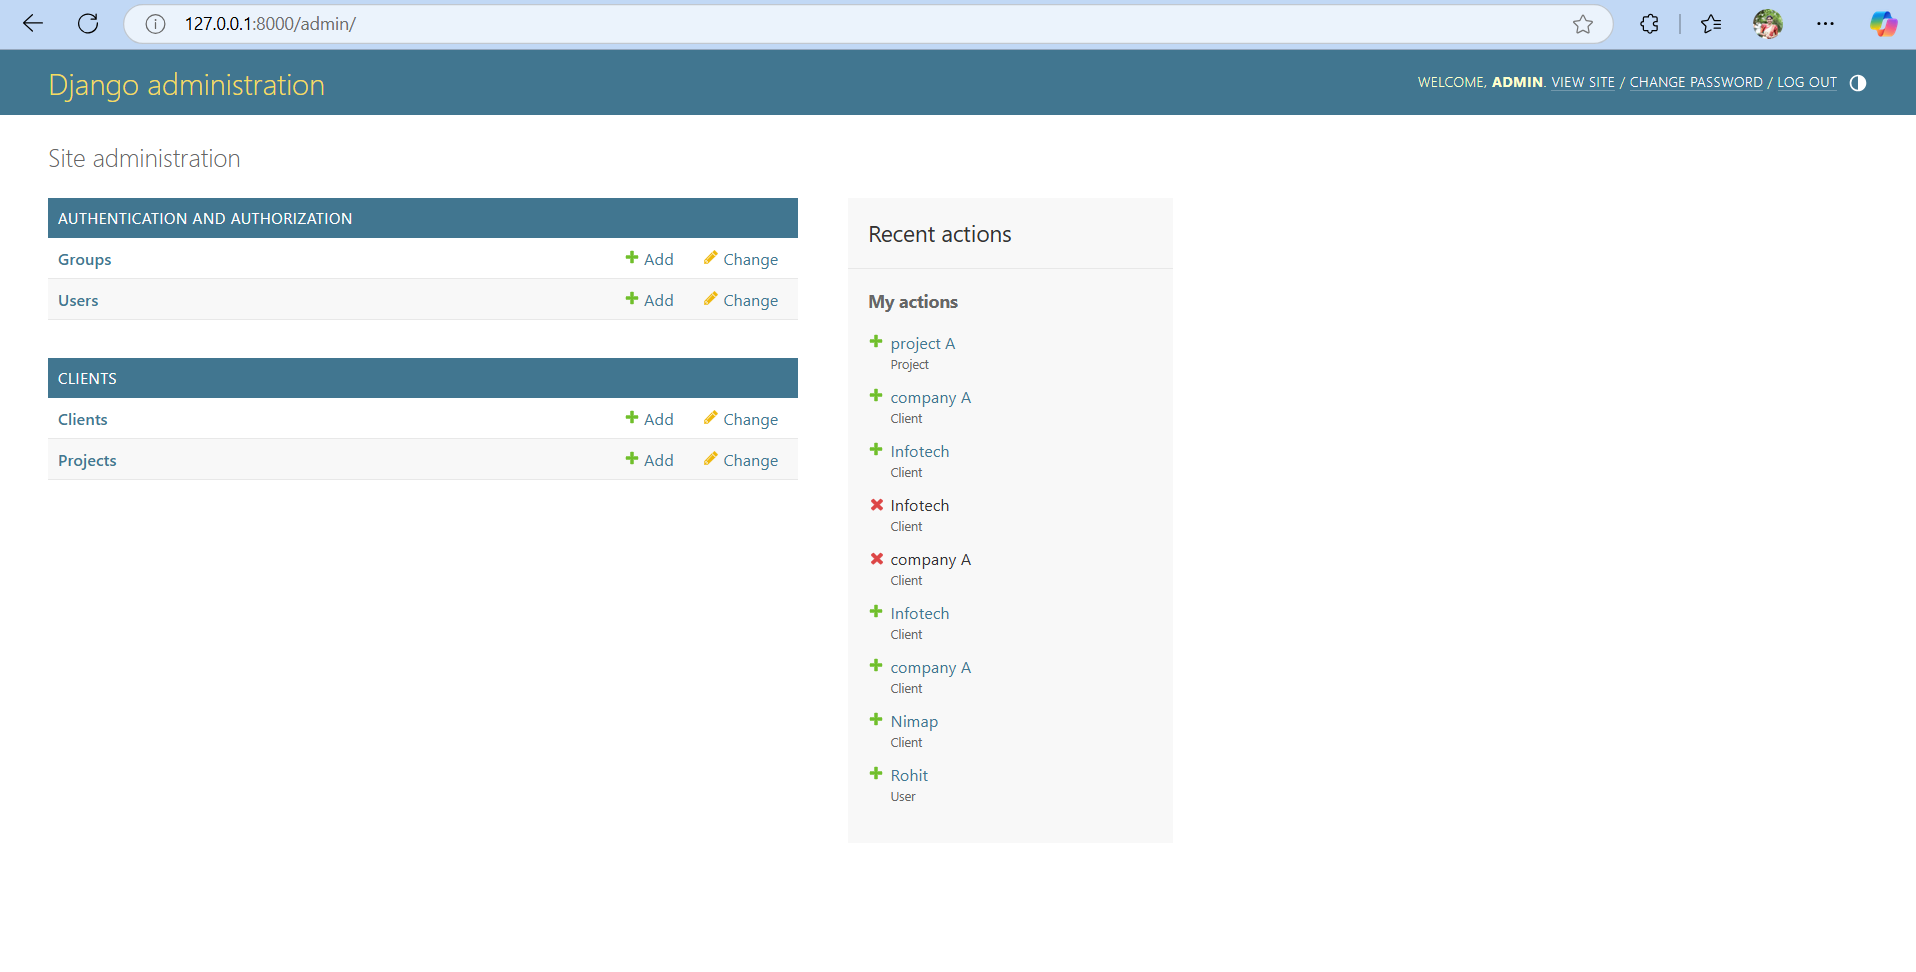 127.0.0.1:8000/admin/
Django administration
WELCOME, ADMIN. VIEW SITE / CHANGE PASSWORD / LOG OUT
Site administration
AUTHENTICATION AND AUTHORIZATION
Groups Add Change
Users Add Change
CLIENTS
Clients Add Change
Projects Add Change
Recent actions
My actions
project A
Project
company A
Client
Infotech
Client
Infotech
Client
company A
Client
Infotech
Client
company A
Client
Nimap
Client
Rohit
User